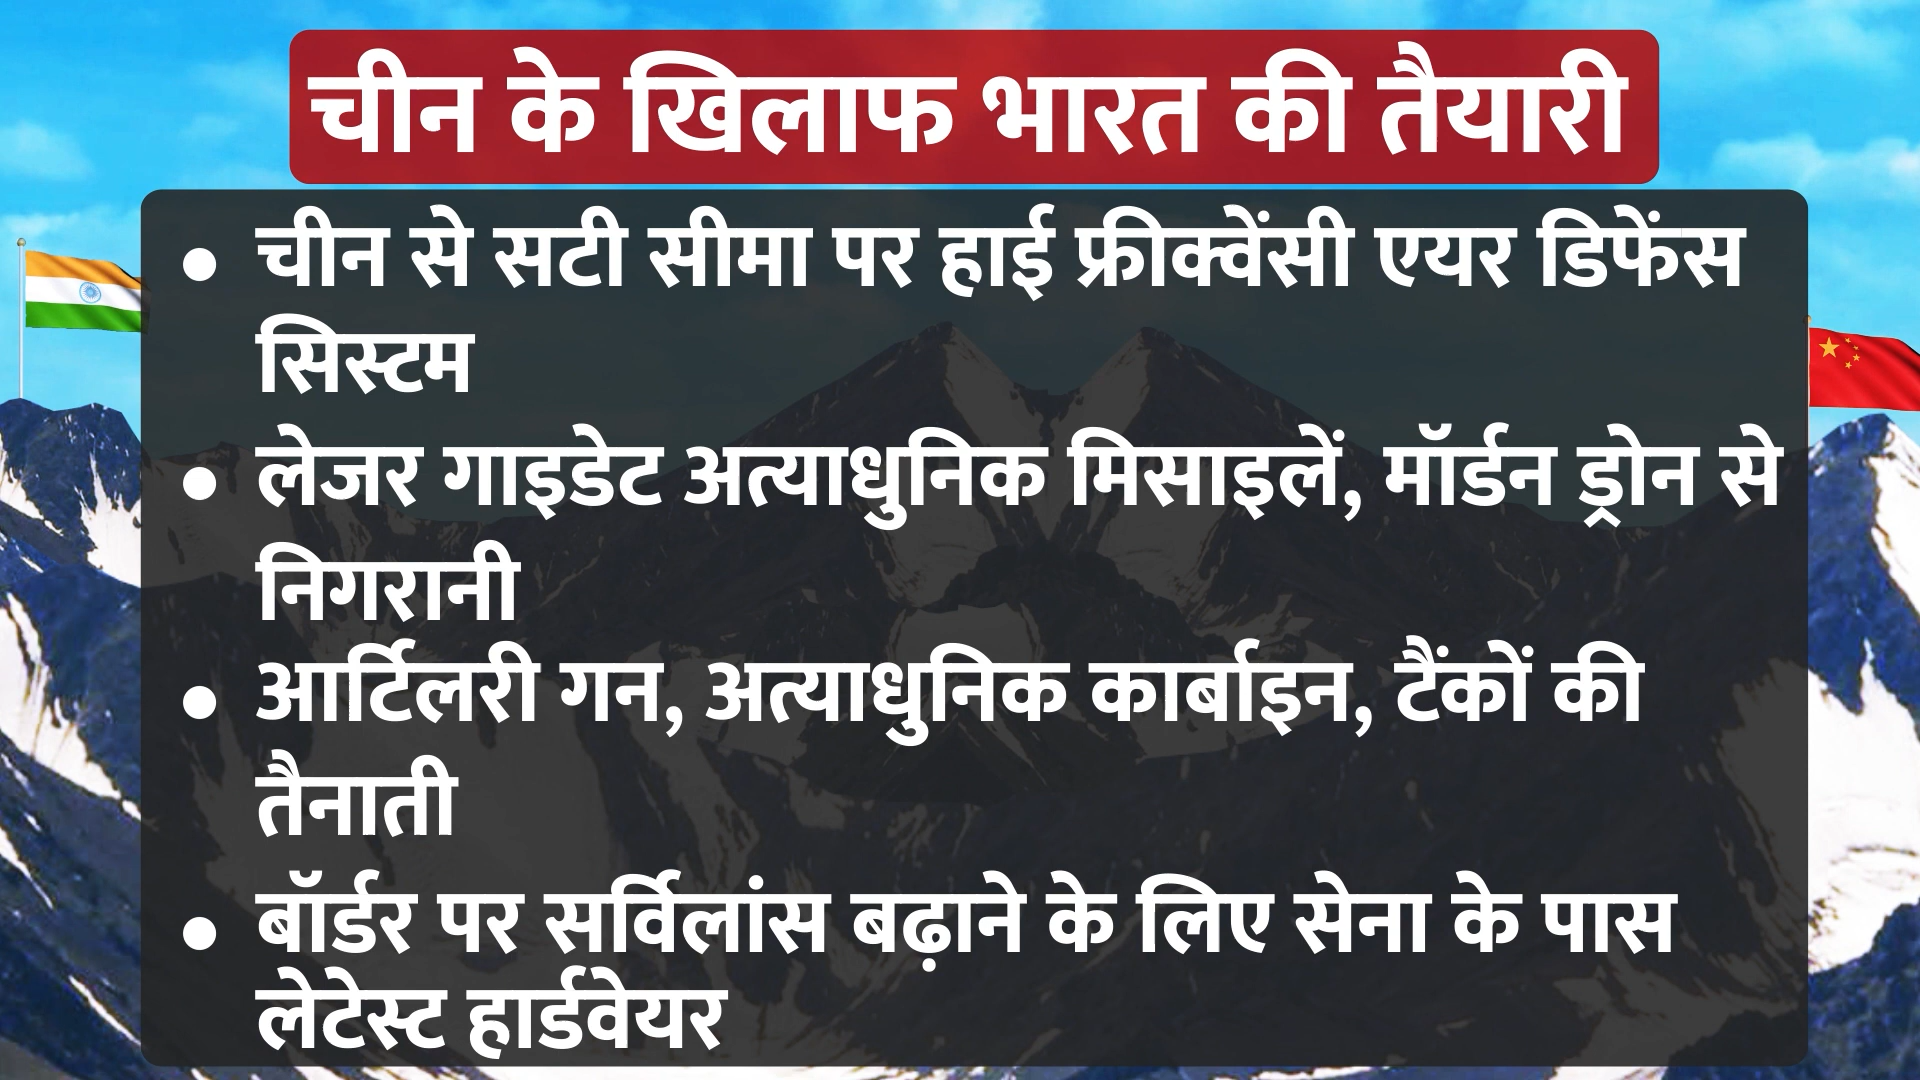 चीन के खिलाफ भारत की तैयारी
• चीन से सटी सीमा पर हाई फ्रीक्वेंसी एयर डिफेंस
सिस्टम
• लेजर गाइडेट अत्याधुनिक मिसाइलें, मॉर्डन ड्रोन से
निगरानी
• आर्टिलरी गन, अत्याधुनिक कार्बाइन, टैंकों की
तैनाती
• बॉर्डर पर सर्विलांस बढ़ाने के लिए सेना के पास
लेटेस्ट हार्डवेयर